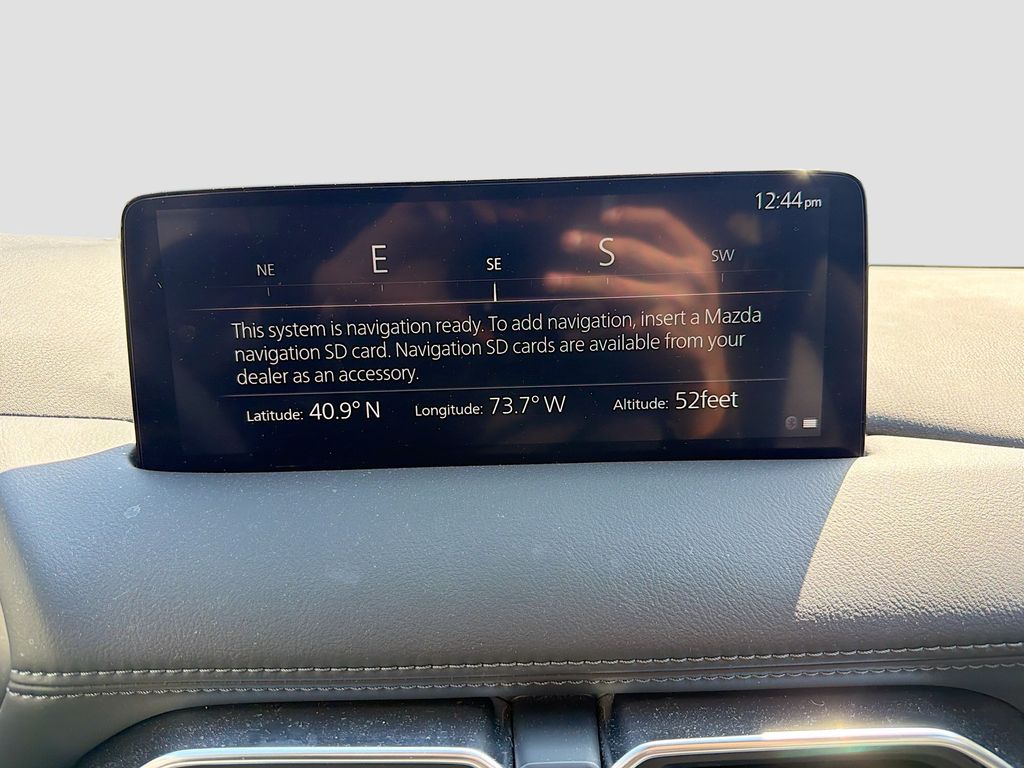 12:44pm
NE E SE S SW
This system is navigation ready. To add navigation, insert a Mazda
navigation SD card. Navigation SD cards are available from your
dealer as an accessory.
Latitude: 40.9° N Longitude: 73.7° W Altitude: 52feet